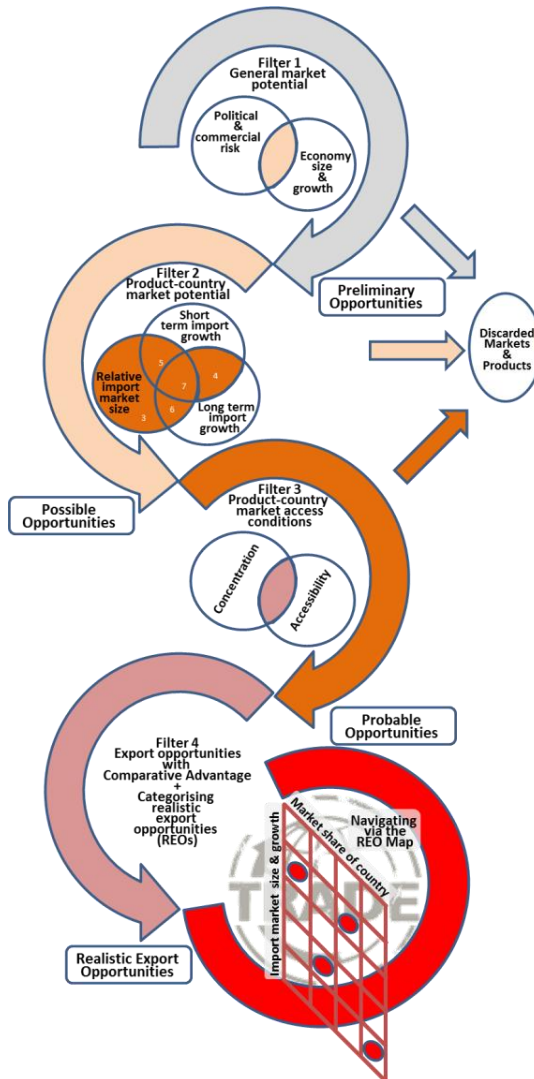 Filter 1
General market
potential
Political &
commercial
risk
Economy
size &
growth
Preliminary
Opportunities
Discarded
Markets
&
Products
Filter 2
Product-country
market potential
Short
term import
growth
Relative
import
market
size
5
4
7
3
6
Long term
import
growth
Possible
Opportunities
Filter 3
Product-country
market access
conditions
Concentration
Accessibility
Probable
Opportunities
Filter 4
Export opportunities
with
Comparative Advantage
+
Categorising
realistic
export
opportunities
(REOs)
Market share of country
Navigating
via the
REO Map
Import market size & growth
TRADE
Realistic Export
Opportunities